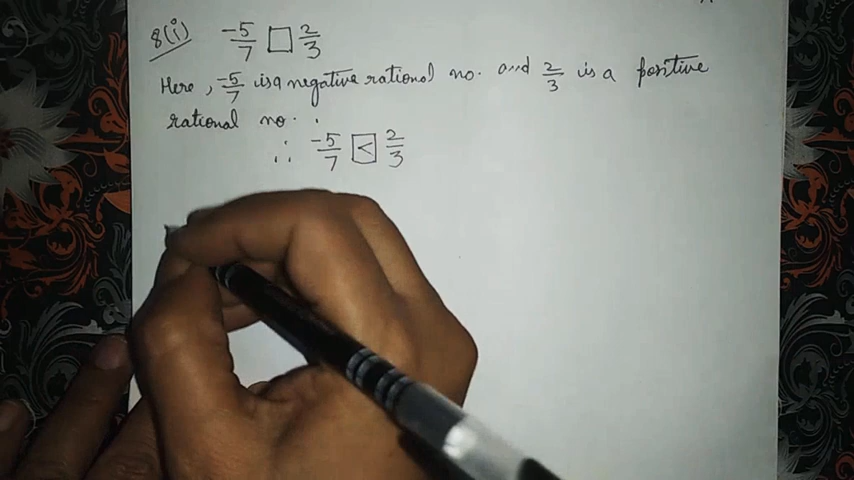 8(i) -5/7 □ 2/3
Here, -5/7 is a negative rational no. and 2/3 is a positive
rational no.
∴ -5/7 < 2/3